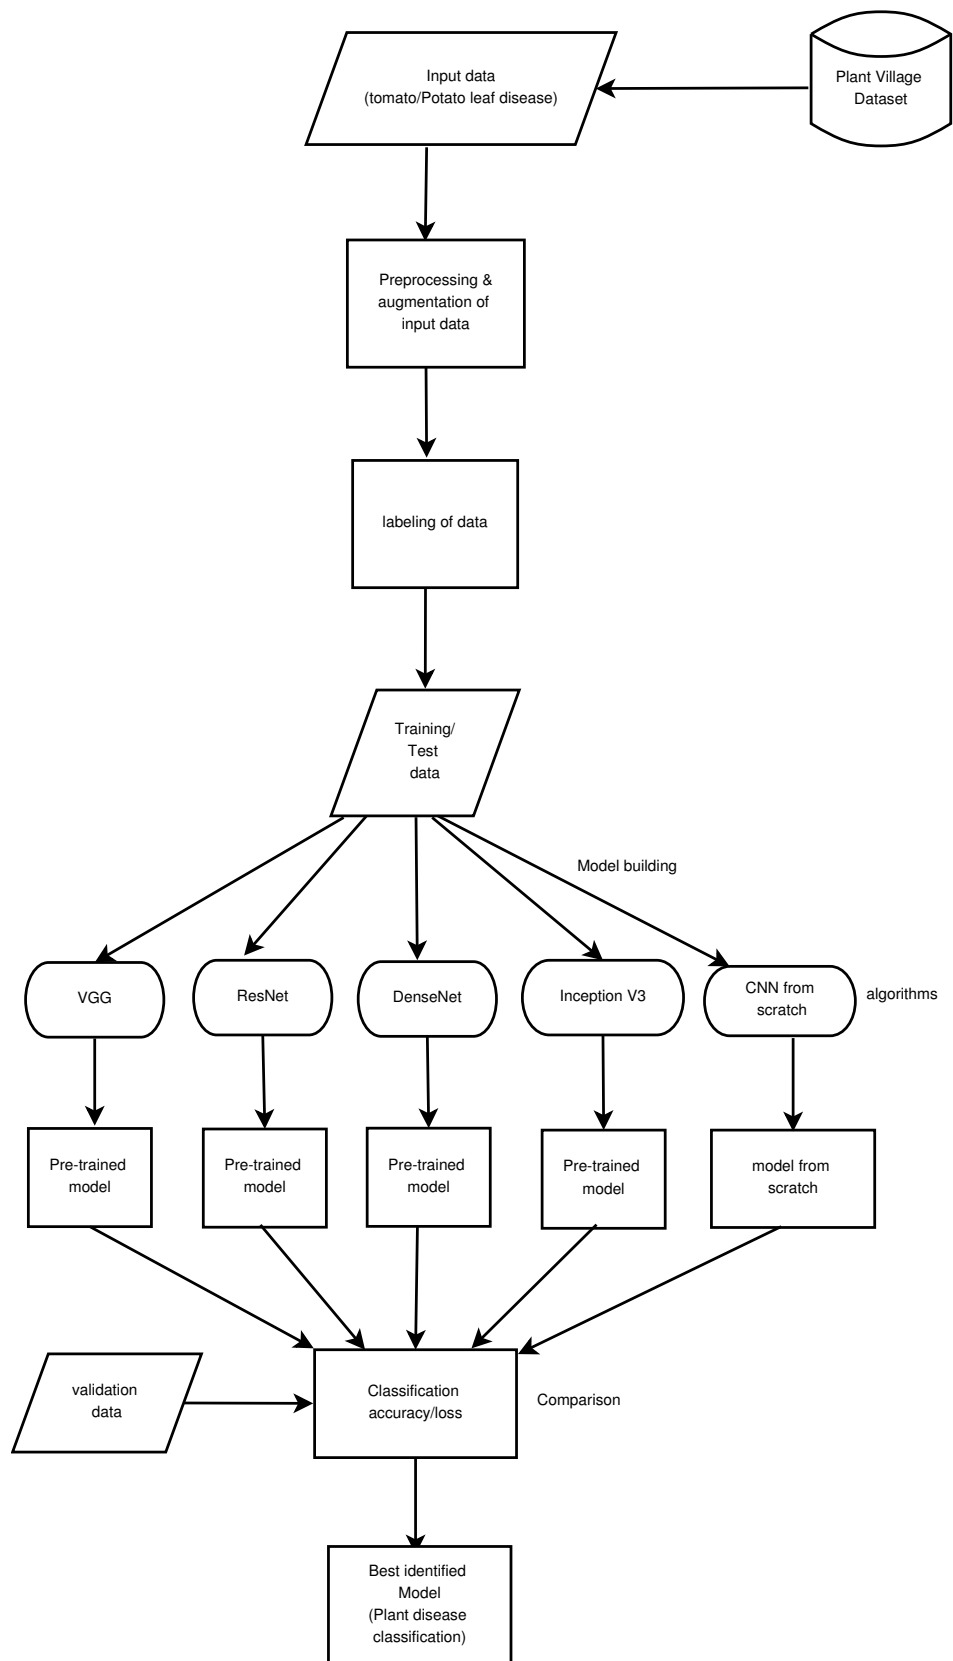 Input data
(tomato/Potato leaf disease)
Plant Village
Dataset
Preprocessing &
augmentation of
input data
labeling of data
Training/
Test
data
Model building
VGG
ResNet
DenseNet
Inception V3
CNN from
scratch
algorithms
Pre-trained
model
Pre-trained
model
Pre-trained
model
Pre-trained
model
model from
scratch
validation
data
Classification
accuracy/loss
Comparison
Best identified
Model
(Plant disease
classification)